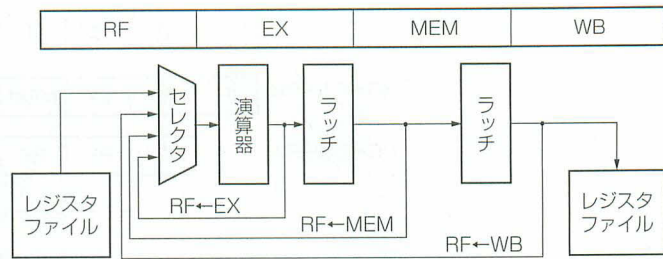 RF
EX
MEM
WB
セレクタ
演算器
ラッチ
ラッチ
レジスタ
ファイル
レジスタ
ファイル
RF←EX
RF←MEM
RF←WB